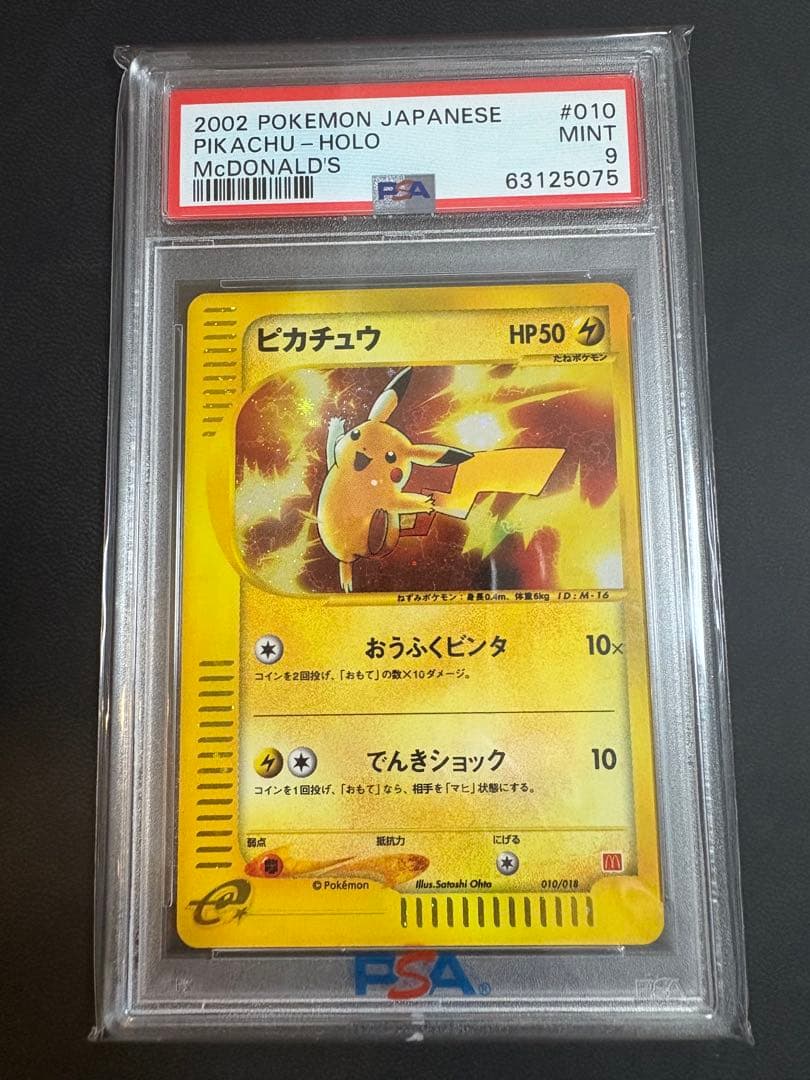 2002 POKEMON JAPANESE #010
PIKACHU - HOLO MINT
McDONALD'S 9
63125075
PSA
ピカチュウ HP50
たねポケモン
ねずみポケモン：身長0.4m、体重6kg ID:M-16
おうふくビンタ 10×
コインを2回投げ、「おもて」の数×10ダメージ。
でんきショック 10
コインを1回投げ、「おもて」なら、相手を「マヒ」状態にする。
弱点 抵抗力 にげる
©Pokémon Illus.Satoshi Ohta 010/018
e
PSA®